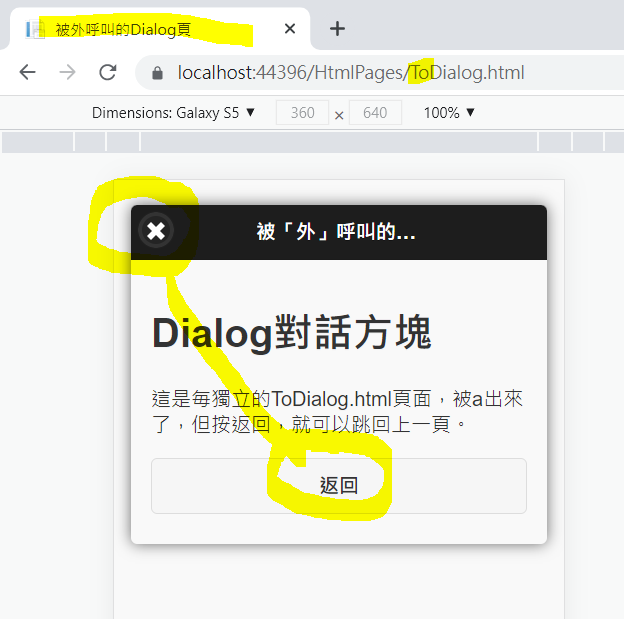 被外呼叫的Dialog頁
localhost:44396/HtmlPages/ToDialog.html
Dimensions: Galaxy S5 ▼ 360 × 640 100% ▼
被「外」呼叫的...
Dialog對話方塊
這是每獨立的ToDialog.html頁面，被a出來
了，但按返回，就可以跳回上一頁。
返回